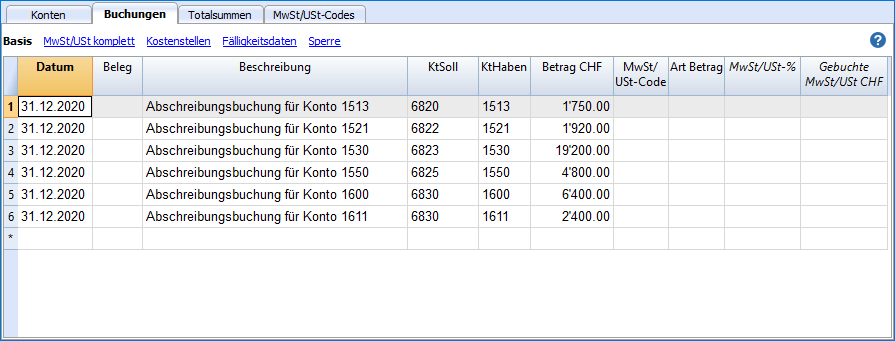 Konten Buchungen Totalsummen MwSt/USt-Codes
Basis MwSt/USt komplett Kostenstellen Fälligkeitsdaten Sperre ?
Datum Beleg Beschreibung KtSoll KtHaben Betrag CHF MwSt/ Art Betrag MwSt/USt-% Gebuchte
USt-Code MwSt/USt CHF
1 31.12.2020 Abschreibungsbuchung für Konto 1513 6820 1513 1'750.00
2 31.12.2020 Abschreibungsbuchung für Konto 1521 6822 1521 1'920.00
3 31.12.2020 Abschreibungsbuchung für Konto 1530 6823 1530 19'200.00
4 31.12.2020 Abschreibungsbuchung für Konto 1550 6825 1550 4'800.00
5 31.12.2020 Abschreibungsbuchung für Konto 1600 6830 1600 6'400.00
6 31.12.2020 Abschreibungsbuchung für Konto 1611 6830 1611 2'400.00
*